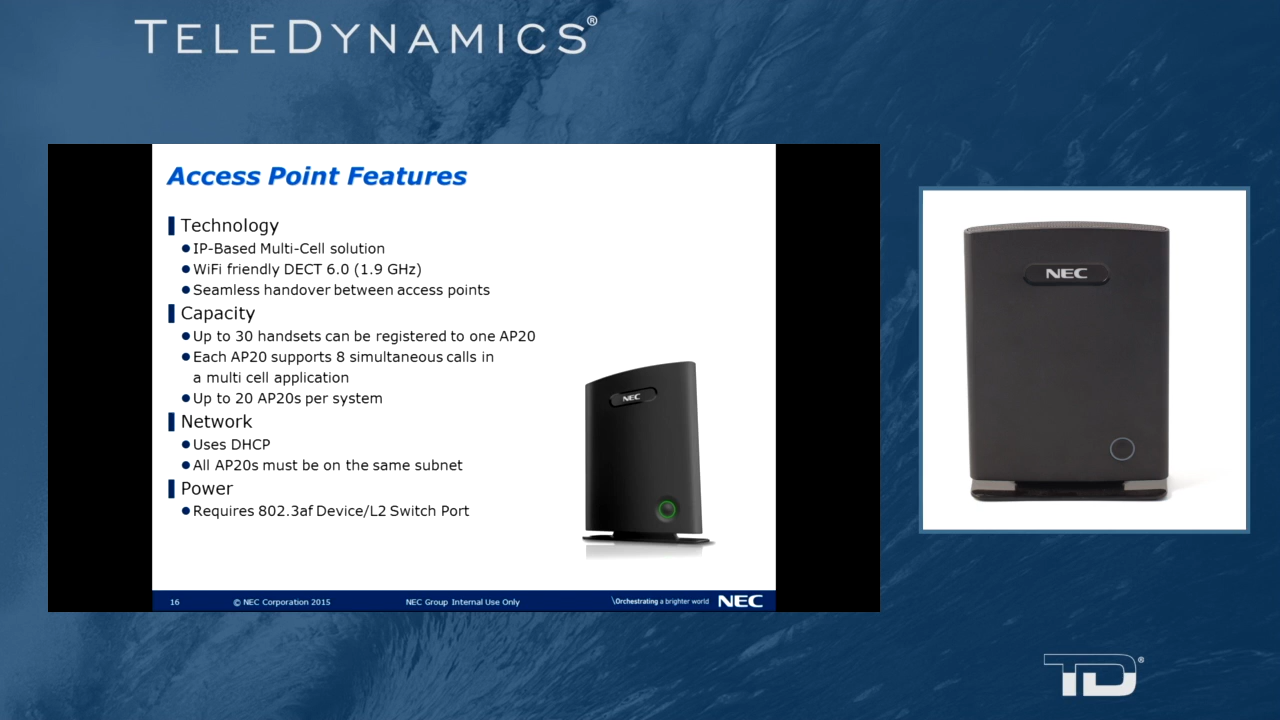 TELEDYNAMICS®
Access Point Features
Technology
IP-Based Multi-Cell solution
WiFi friendly DECT 6.0 (1.9 GHz)
Seamless handover between access points
Capacity
Up to 30 handsets can be registered to one AP20
Each AP20 supports 8 simultaneous calls in
a multi cell application
Up to 20 AP20s per system
Network
Uses DHCP
All AP20s must be on the same subnet
Power
Requires 802.3af Device/L2 Switch Port
NEC
16
© NEC Corporation 2015
NEC Group Internal Use Only
\Orchestrating a brighter world
NEC
NEC
TD®